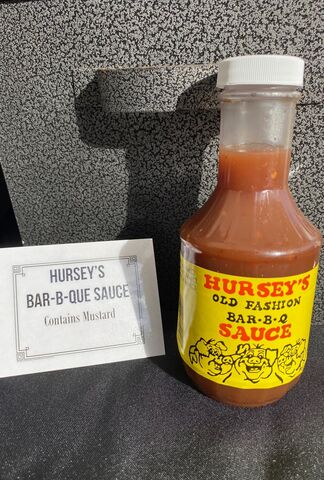 HURSEY'S
BAR-B-QUE SAUCE
Contains Mustard
HURSEY'S
OLD FASHION
BAR-B-Q
SAUCE